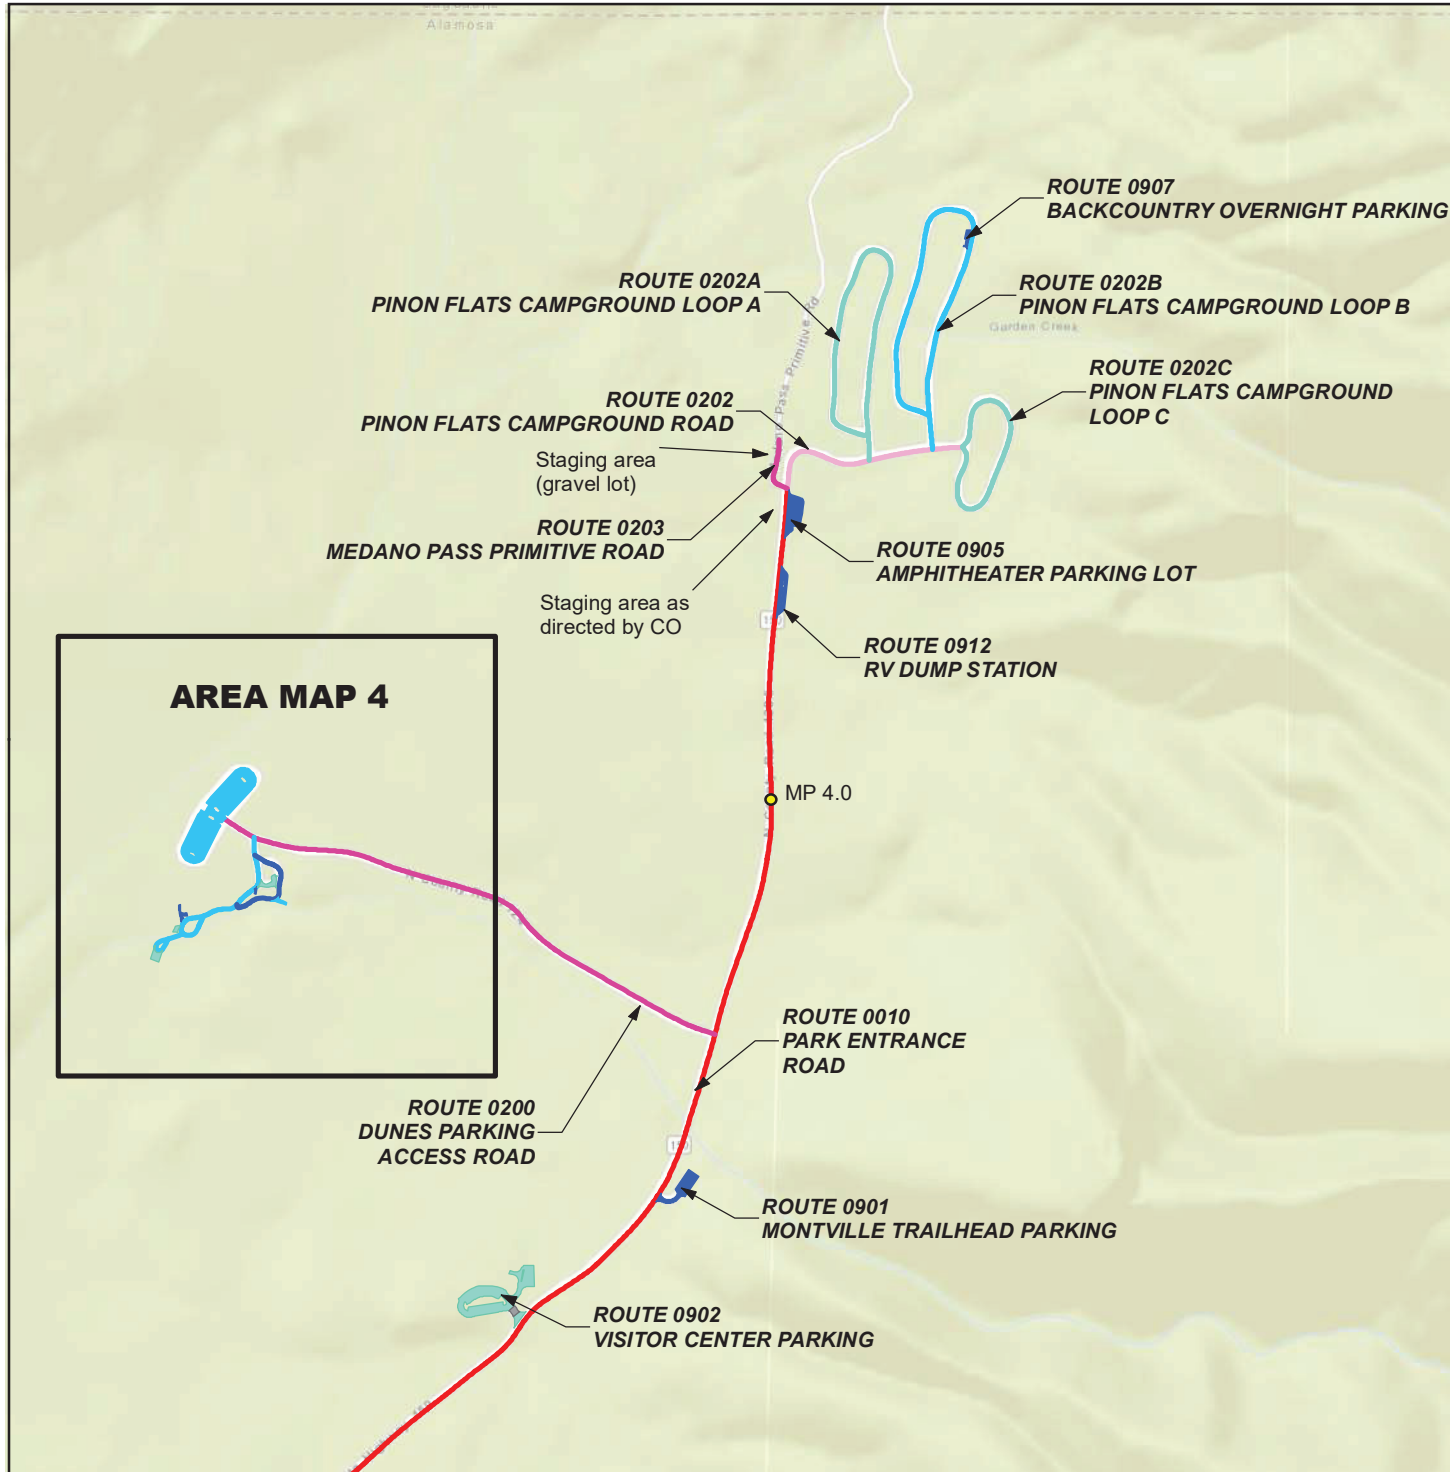 Alamosa
ROUTE 0907
BACKCOUNTRY OVERNIGHT PARKING
ROUTE 0202A
PINON FLATS CAMPGROUND LOOP A
ROUTE 0202B
PINON FLATS CAMPGROUND LOOP B
Garden Creek
Pass Primitive Rd
ROUTE 0202C
PINON FLATS CAMPGROUND
LOOP C
ROUTE 0202
PINON FLATS CAMPGROUND ROAD
Staging area
(gravel lot)
ROUTE 0203
MEDANO PASS PRIMITIVE ROAD
ROUTE 0905
AMPHITHEATER PARKING LOT
Staging area as
directed by CO
ROUTE 0912
RV DUMP STATION
AREA MAP 4
MP 4.0
ROUTE 0010
PARK ENTRANCE
ROAD
ROUTE 0200
DUNES PARKING
ACCESS ROAD
ROUTE 0901
MONTVILLE TRAILHEAD PARKING
ROUTE 0902
VISITOR CENTER PARKING